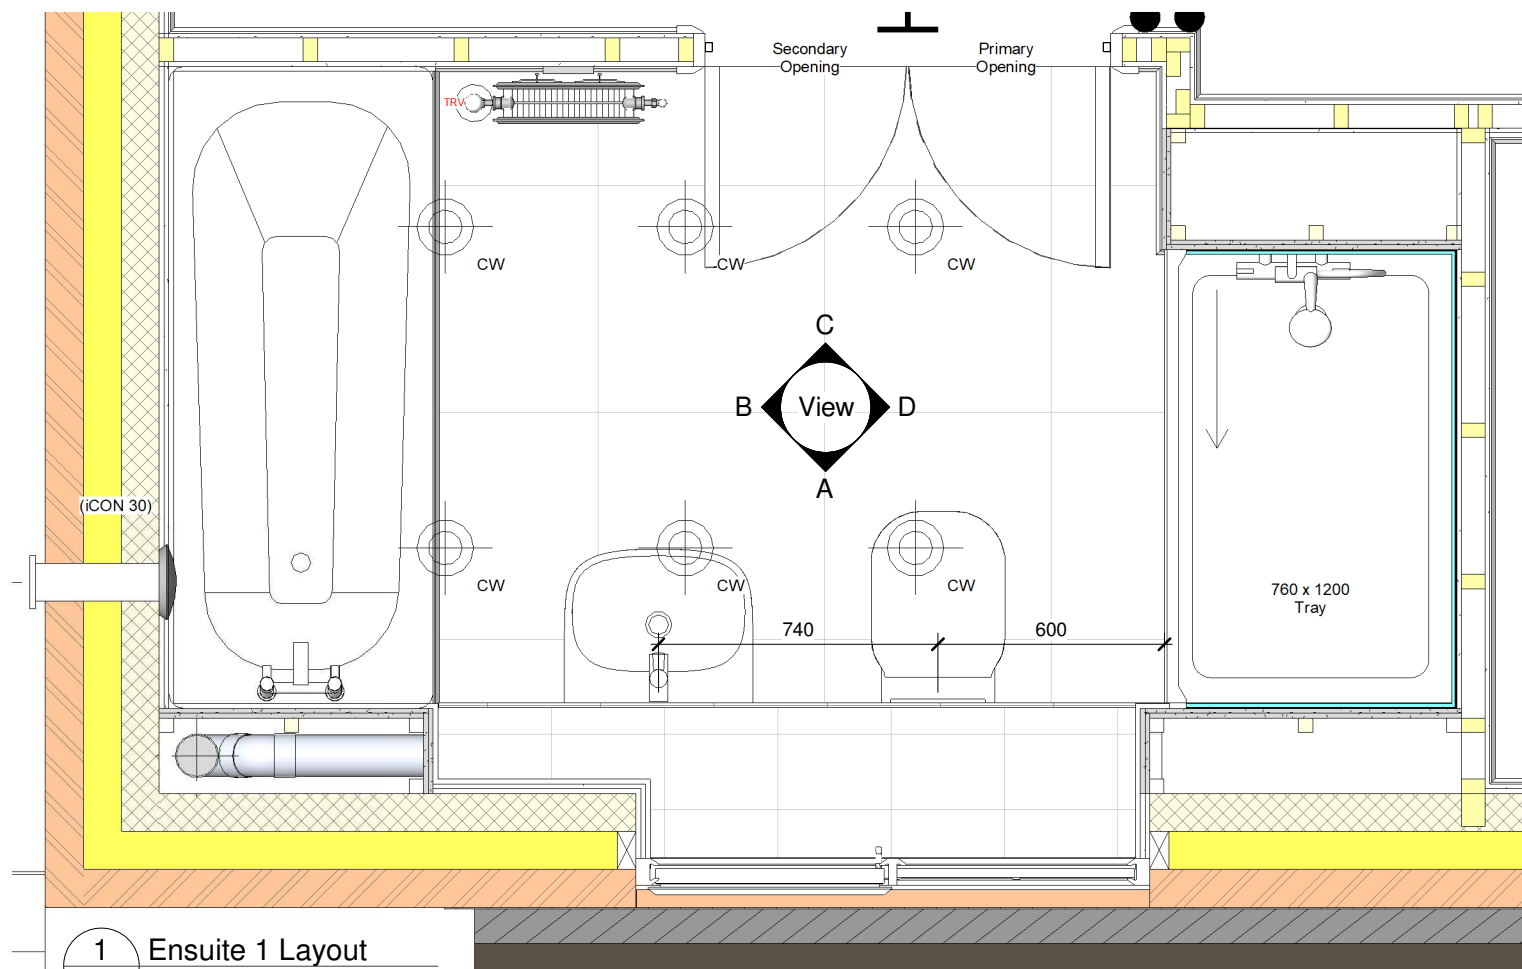 Secondary
Opening
Primary
Opening
TRV
CW
CW
CW
C
B
View
D
A
(iCON 30)
CW
CW
CW
760 x 1200
Tray
740
600
1
Ensuite 1 Layout